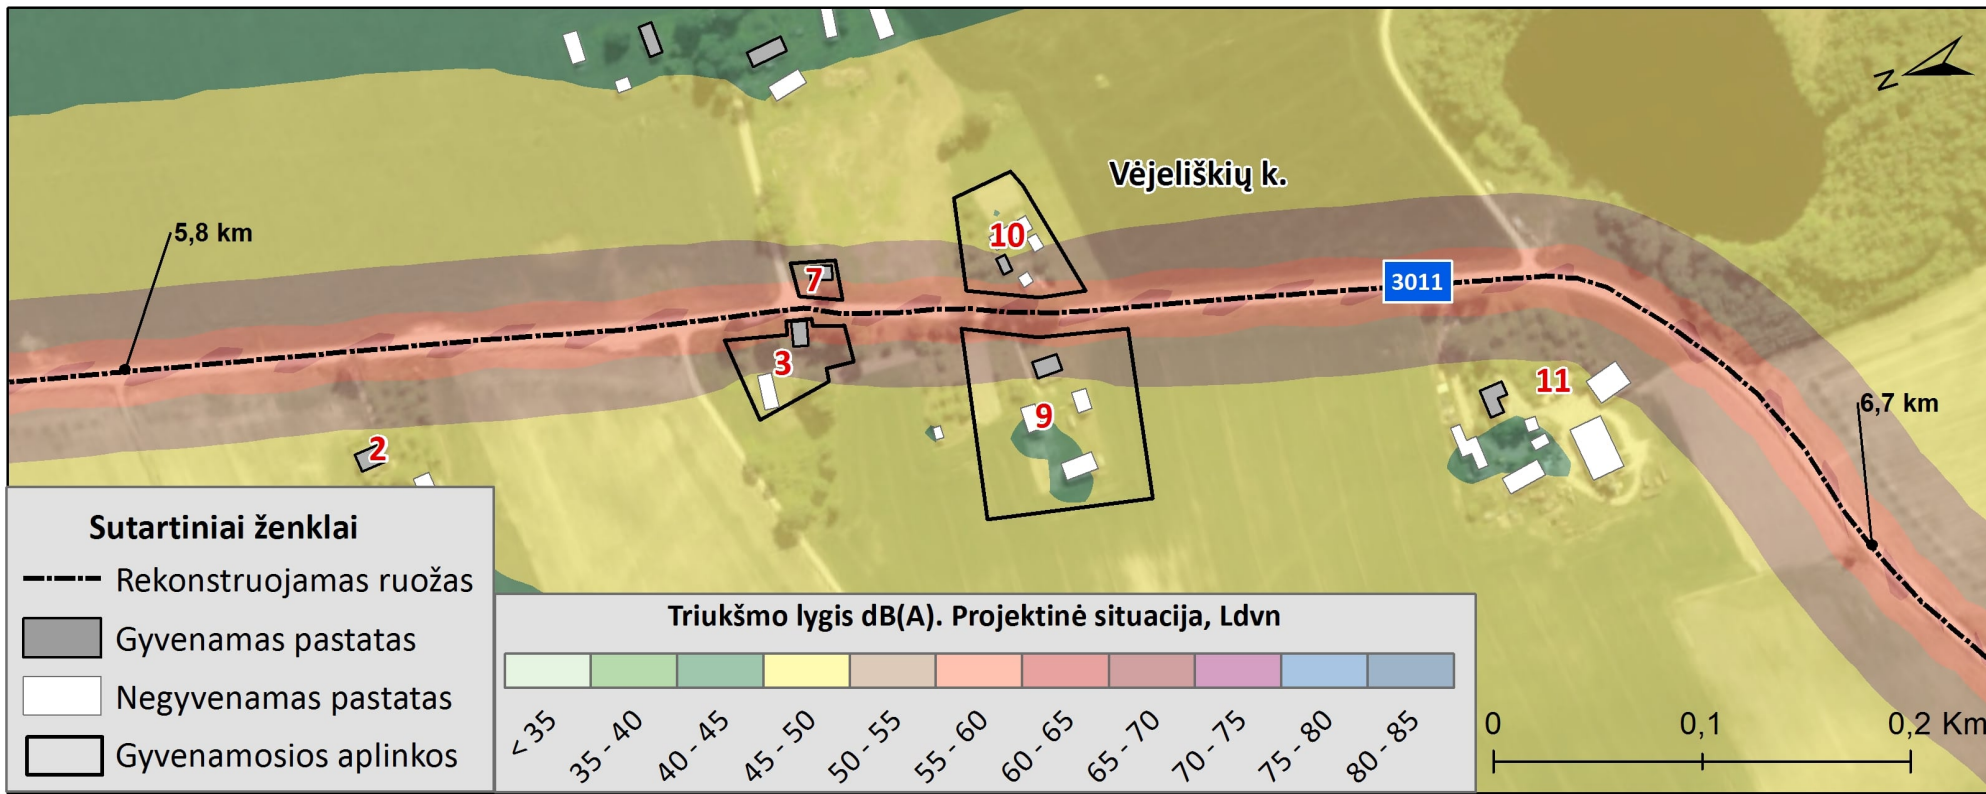 N
Vėjeliškių k.
5,8 km
10
7
3011
3
11
9
6,7 km
2
Sutartiniai ženklai
Rekonstruojamas ruožas
Gyvenamas pastatas
Negyvenamas pastatas
Gyvenamosios aplinkos
Triukšmo lygis dB(A). Projektinė situacija, Ldvn
< 35
35 - 40
40 - 45
45 - 50
50 - 55
55 - 60
60 - 65
65 - 70
70 - 75
75 - 80
80 - 85
0 0,1 0,2 Km